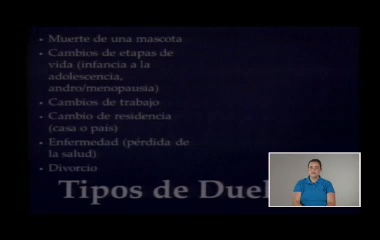 • Muerte de una mascota
• Cambios de etapas de
vida (infancia a la
adolescencia,
andro/menopausia)
• Cambios de trabajo
• Cambio de residencia
(casa o país)
• Enfermedad (pérdida de
la salud)
• Divorcio
Tipos de Duel